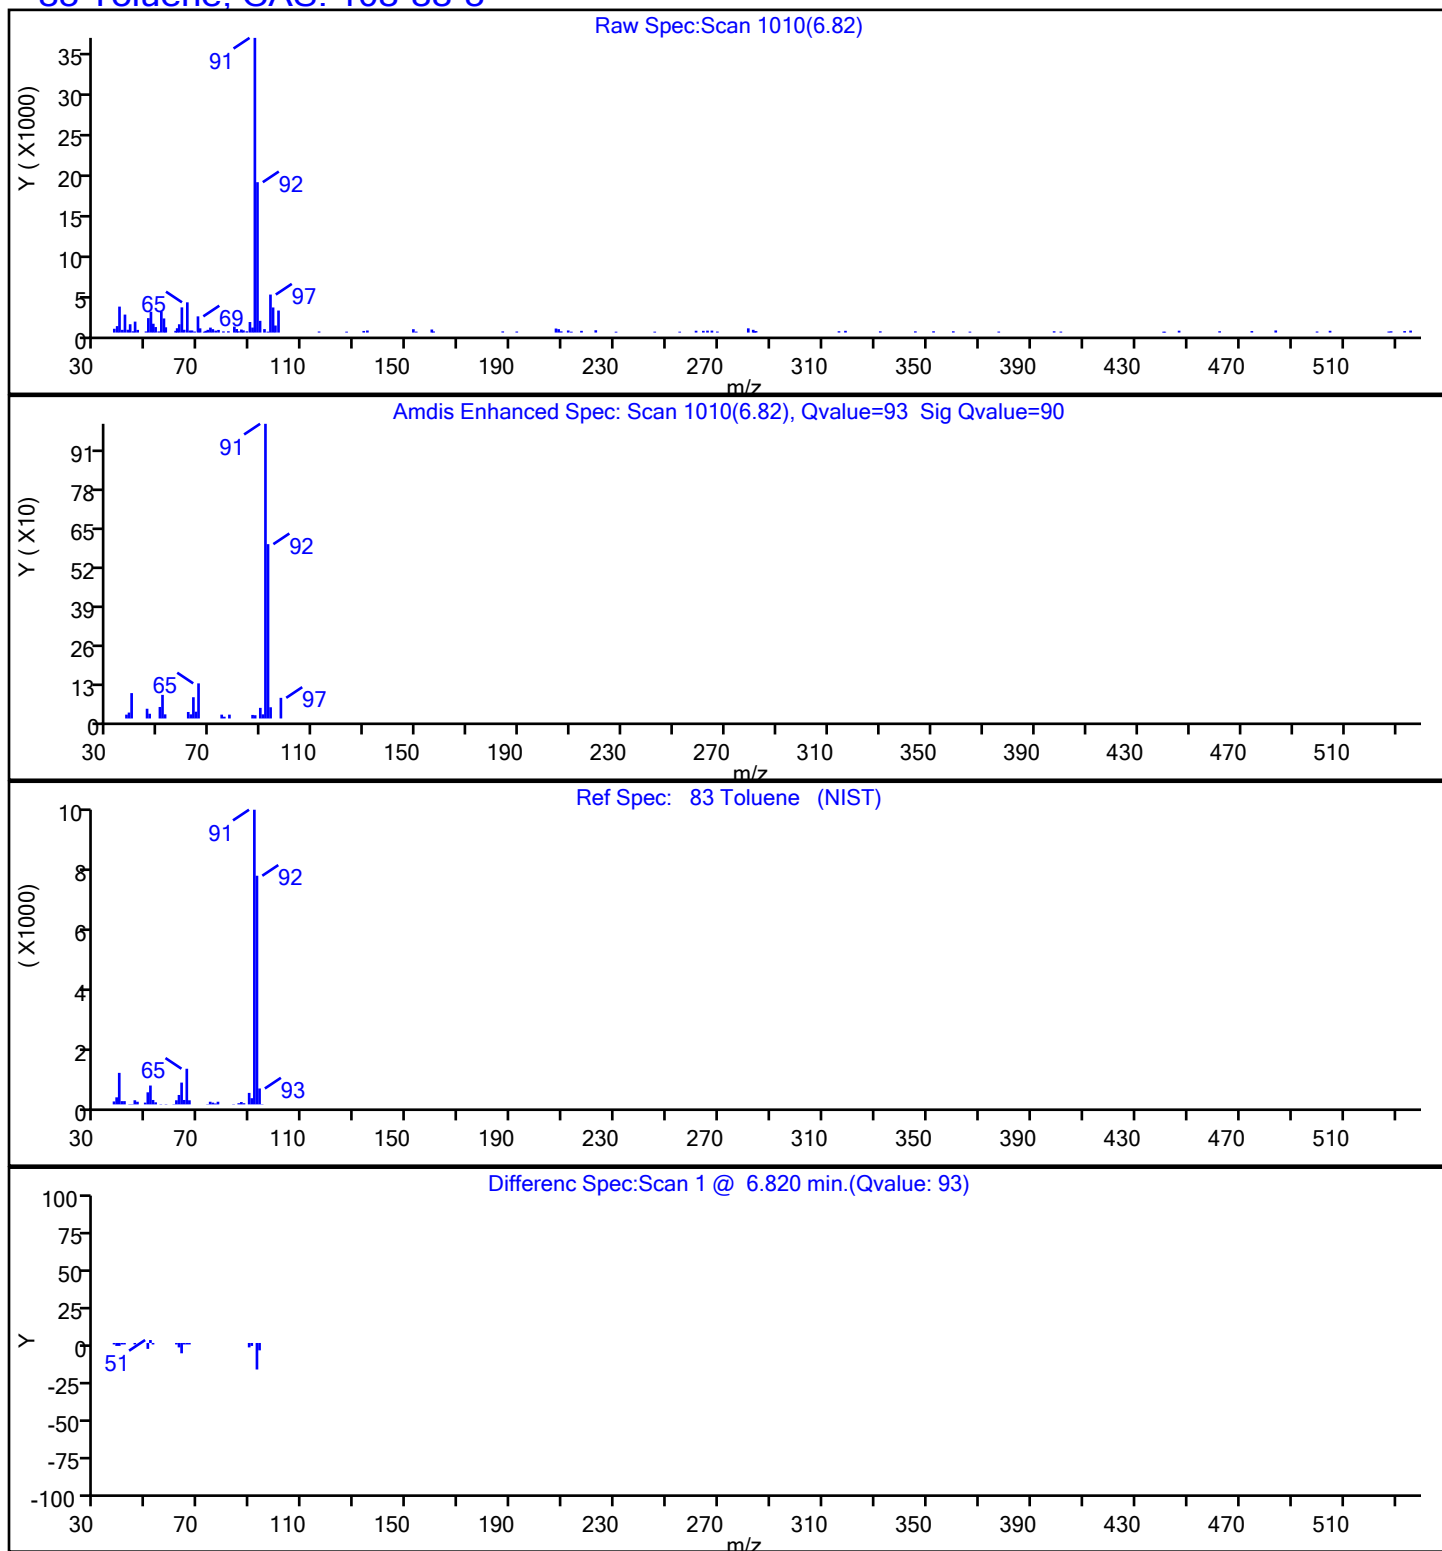 83 Toluene, CAS: 108-88-3
Raw Spec:Scan 1010(6.82)
Y ( X1000)
35
30
25
20
15
10
5
0
91
92
65
69
97
30 70 110 150 190 230 270 310 350 390 430 470 510
m/z
Amdis Enhanced Spec: Scan 1010(6.82), Qvalue=93 Sig Qvalue=90
Y ( X10)
91
78
65
52
39
26
13
0
91
92
65
97
30 70 110 150 190 230 270 310 350 390 430 470 510
m/z
Ref Spec: 83 Toluene (NIST)
( X1000)
10
8
6
4
2
0
91
92
65
93
30 70 110 150 190 230 270 310 350 390 430 470 510
Differenc Spec:Scan 1 @ 6.820 min.(Qvalue: 93)
Y
100
75
50
25
0
-25
-50
-75
-100
51
30 70 110 150 190 230 270 310 350 390 430 470 510
m/z